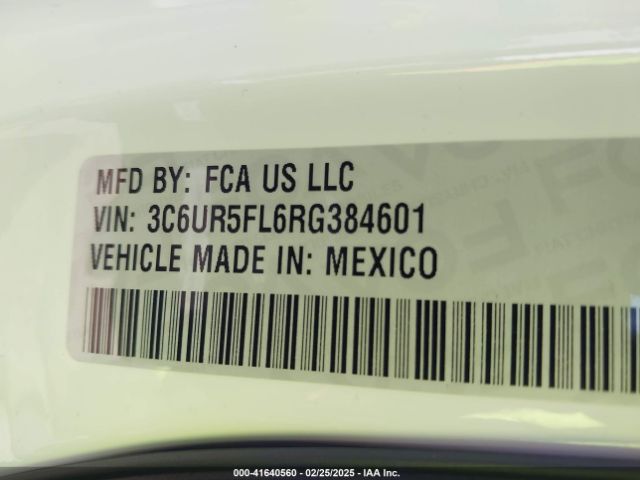 MFD BY: FCA US LLC
VIN: 3C6UR5FL6RG384601
VEHICLE MADE IN: MEXICO
000-41640560 | 02/25/2025 - IAA Inc.